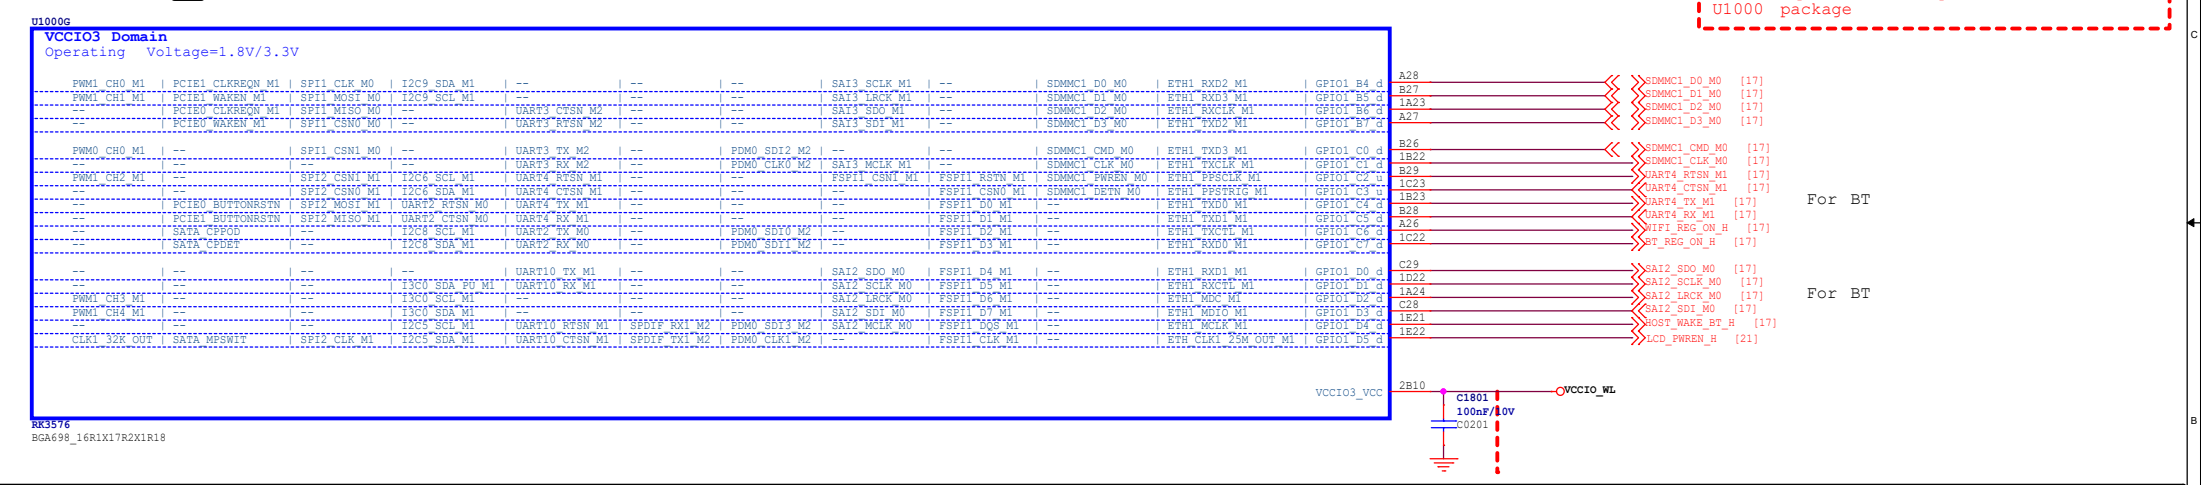 U1000 package
C
U1000G
VCCIO3 Domain
Operating Voltage=1.8V/3.3V
PWM1_CH0_M1 | PCIE1_CLKREQN_M1 | SPI1_CLK_M0 | I2C9_SDA_M1 | -- | -- | -- | SAI3_SCLK_M1 | -- | SDMMC1_D0_M0 | ETH1_RXD2_M1 | GPIO1_B4_d A28 SDMMC1_D0_M0 [17]
PWM1_CH1_M1 | PCIE1_WAKEN_M1 | SPI1_MOSI_M0 | I2C9_SCL_M1 | -- | -- | -- | SAI3_LRCK_M1 | -- | SDMMC1_D1_M0 | ETH1_RXD3_M1 | GPIO1_B5_d B27 SDMMC1_D1_M0 [17]
-- | PCIE0_CLKREQN_M1 | SPI1_MISO_M0 | -- | UART3_CTSN_M2 | -- | -- | SAI3_SDO_M1 | -- | SDMMC1_D2_M0 | ETH1_RXCLK_M1 | GPIO1_B6_d 1A23 SDMMC1_D2_M0 [17]
-- | PCIE0_WAKEN_M1 | SPI1_CSN0_M0 | -- | UART3_RTSN_M2 | -- | -- | SAI3_SDI_M1 | -- | SDMMC1_D3_M0 | ETH1_TXD2_M1 | GPIO1_B7_d A27 SDMMC1_D3_M0 [17]
PWM0_CH0_M1 | -- | SPI1_CSN1_M0 | -- | UART3_TX_M2 | -- | PDM0_SDI2_M2 | -- | -- | SDMMC1_CMD_M0 | ETH1_TXD3_M1 | GPIO1_C0_d B26 SDMMC1_CMD_M0 [17]
-- | -- | -- | -- | UART3_RX_M2 | -- | PDM0_CLK0_M2 | SAI3_MCLK_M1 | -- | SDMMC1_CLK_M0 | ETH1_TXCLK_M1 | GPIO1_C1_d 1B22 SDMMC1_CLK_M0 [17]
PWM1_CH2_M1 | -- | SPI2_CSN1_M1 | I2C6_SCL_M1 | UART4_RTSN_M1 | -- | -- | FSPI1_CSN1_M1 | FSPI1_RSTN_M1 | SDMMC1_PWREN_M0 | ETH1_PPSCLK_M1 | GPIO1_C2_u B29 UART4_RTSN_M1 [17]
-- | -- | SPI2_CSN0_M1 | I2C6_SDA_M1 | UART4_CTSN_M1 | -- | -- | -- | FSPI1_CSN0_M1 | SDMMC1_DETN_M0 | ETH1_PPSTRIG_M1 | GPIO1_C3_u 1C23 UART4_CTSN_M1 [17]
-- | PCIE0_BUTTONRSTN | SPI2_MOSI_M1 | UART2_RTSN_M0 | UART4_TX_M1 | -- | -- | -- | FSPI1_D0_M1 | -- | ETH1_TXD0_M1 | GPIO1_C4_d 1B23 UART4_TX_M1 [17] For BT
-- | PCIE1_BUTTONRSTN | SPI2_MISO_M1 | UART2_CTSN_M0 | UART4_RX_M1 | -- | -- | -- | FSPI1_D1_M1 | -- | ETH1_TXD1_M1 | GPIO1_C5_d B28 UART4_RX_M1 [17]
-- | SATA_CPPOD | -- | I2C8_SCL_M1 | UART2_TX_M0 | -- | PDM0_SDI0_M2 | -- | FSPI1_D2_M1 | -- | ETH1_TXCTL_M1 | GPIO1_C6_d A26 WIFI_REG_ON_H [17]
-- | SATA_CPDET | -- | I2C8_SDA_M1 | UART2_RX_M0 | -- | PDM0_SDI1_M2 | -- | FSPI1_D3_M1 | -- | ETH1_RXD0_M1 | GPIO1_C7_d 1C22 BT_REG_ON_H [17]
-- | -- | -- | -- | UART10_TX_M1 | -- | -- | SAI2_SDO_M0 | FSPI1_D4_M1 | -- | ETH1_RXD1_M1 | GPIO1_D0_d C29 SAI2_SDO_M0 [17]
-- | -- | -- | I3C0_SDA_PU_M1 | UART10_RX_M1 | -- | -- | SAI2_SCLK_M0 | FSPI1_D5_M1 | -- | ETH1_RXCTL_M1 | GPIO1_D1_d 1D22 SAI2_SCLK_M0 [17]
PWM1_CH3_M1 | -- | -- | I3C0_SCL_M1 | -- | -- | -- | SAI2_LRCK_M0 | FSPI1_D6_M1 | -- | ETH1_MDC_M1 | GPIO1_D2_d 1A24 SAI2_LRCK_M0 [17] For BT
PWM1_CH4_M1 | -- | -- | I3C0_SDA_M1 | -- | -- | -- | SAI2_SDI_M0 | FSPI1_D7_M1 | -- | ETH1_MDIO_M1 | GPIO1_D3_d C28 SAI2_SDI_M0 [17]
-- | -- | -- | I2C5_SCL_M1 | UART10_RTSN_M1 | SPDIF_RX1_M2 | PDM0_SDI3_M2 | SAI2_MCLK_M0 | FSPI1_DQS_M1 | -- | ETH1_MCLK_M1 | GPIO1_D4_d 1E21 HOST_WAKE_BT_H [17]
CLK1_32K_OUT | SATA_MPSWIT | SPI2_CLK_M1 | I2C5_SDA_M1 | UART10_CTSN_M1 | SPDIF_TX1_M2 | PDM0_CLK1_M2 | -- | FSPI1_CLK_M1 | -- | ETH_CLK1_25M_OUT_M1 | GPIO1_D5_d 1E22 LCD_PWREN_H [21]
VCCIO3_VCC 2B10 VCCIO_WL
C1801
100nF/10V
C0201
RK3576
BGA698_16R1X17R2X1R18
B